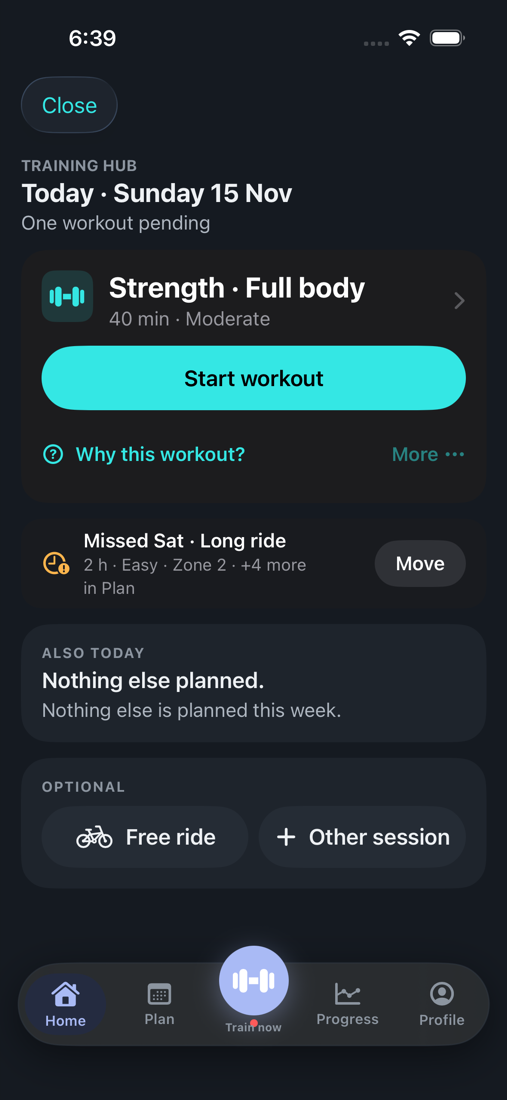 6:39
Close
TRAINING HUB
Today · Sunday 15 Nov
One workout pending
Strength · Full body
40 min · Moderate
Start workout
Why this workout?
More ···
Missed Sat · Long ride
2 h · Easy · Zone 2 · +4 more
in Plan
Move
ALSO TODAY
Nothing else planned.
Nothing else is planned this week.
OPTIONAL
Free ride
+ Other session
Home
Plan
Train now
Progress
Profile